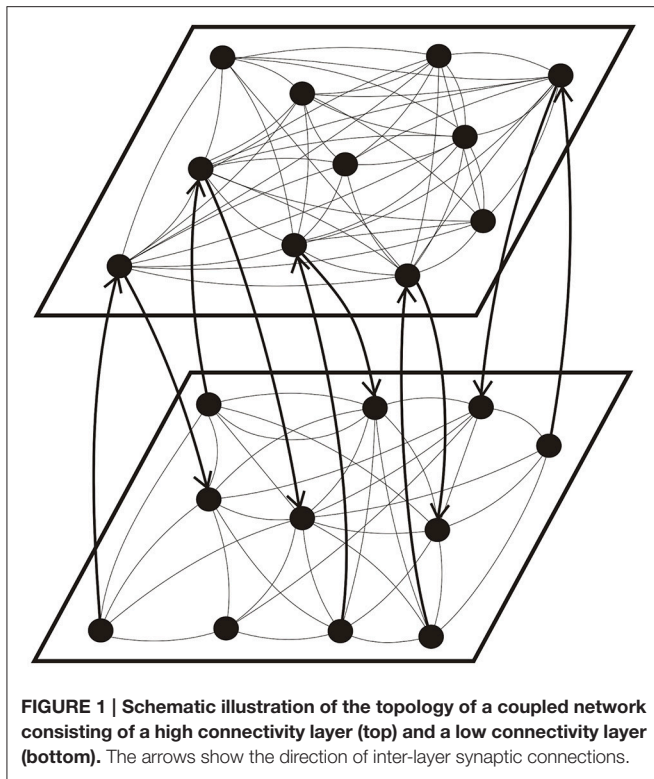 FIGURE 1 | Schematic illustration of the topology of a coupled network
consisting of a high connectivity layer (top) and a low connectivity layer
(bottom). The arrows show the direction of inter-layer synaptic connections.